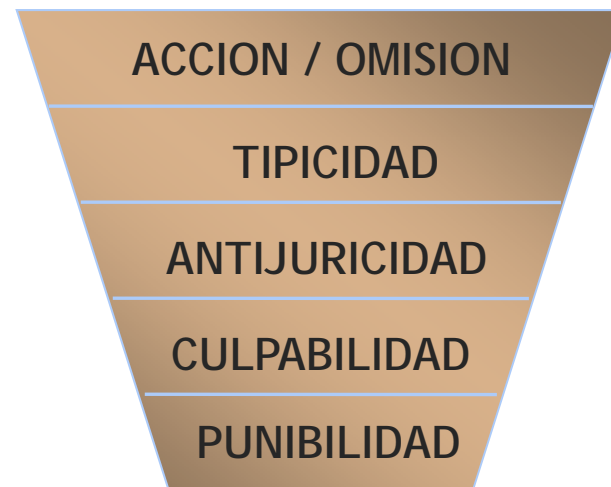 ACCION / OMISION
TIPICIDAD
ANTIJURICIDAD
CULPABILIDAD
PUNIBILIDAD